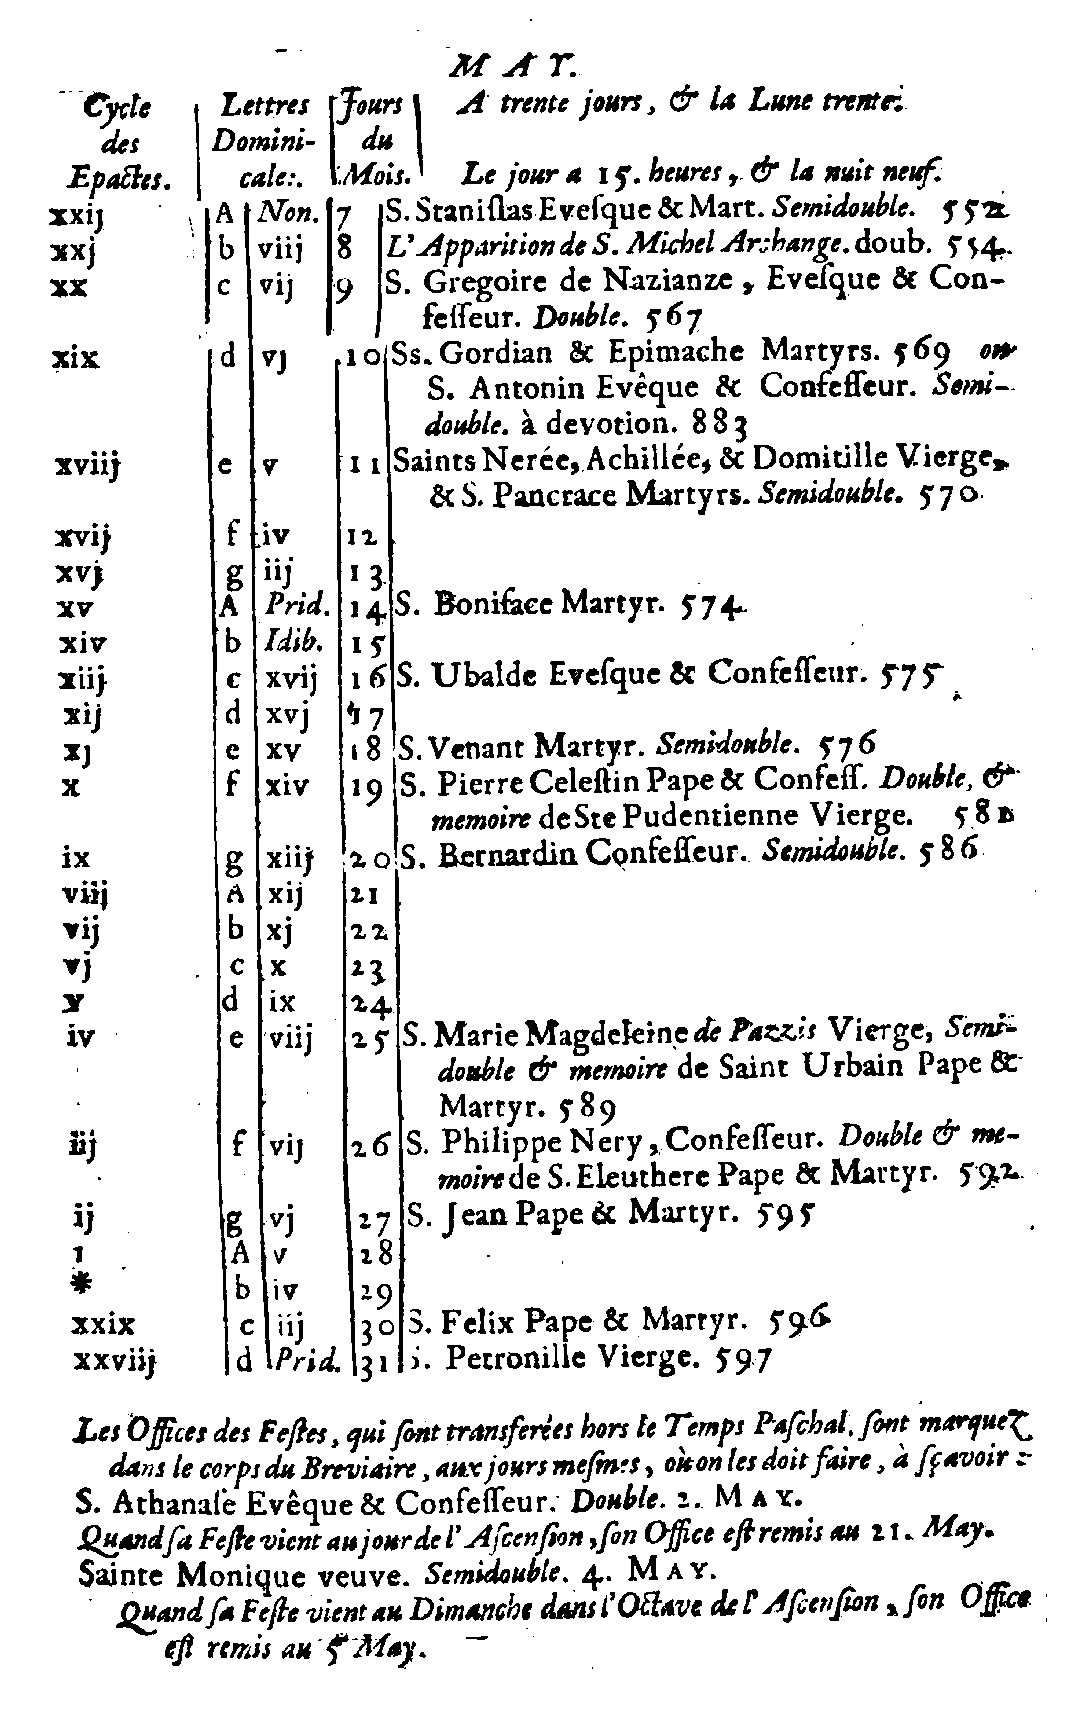 MAY.
Cycle | Lettres | Jours | A trente jours, & la Lune trente.
des | Domini- | du
Epactes. | cales. | Mois. | Le jour a 15. heures, & la nuit neuf.
xxij | A | Non. | 7 | S. Staniſlas Eveſque & Mart. Semidouble. 552
xxj | b | viij | 8 | L'Apparition de S. Michel Archange. doub. 554.
xx | c | vij | 9 | S. Gregoire de Nazianze, Eveſque & Con-
feſſeur. Double. 567
xix | d | vj | 10 | Ss. Gordian & Epimache Martyrs. 569 ou
S. Antonin Evêque & Confeſſeur. Semi-
double. à devotion. 883
xviij | e | v | 11 | Saints Nerée, Achillée, & Domitille Vierge,
& S. Pancrace Martyrs. Semidouble. 570.
xvij | f | iv | 12
xvj | g | iij | 13
xv | A | Prid. | 14 | S. Boniface Martyr. 574.
xiv | b | Idib. | 15
xiij | c | xvij | 16 | S. Ubalde Eveſque & Confeſſeur. 575
xij | d | xvj | 17
xj | e | xv | 18 | S. Venant Martyr. Semidouble. 576
x | f | xiv | 19 | S. Pierre Celeſtin Pape & Confeſſ. Double, &
memoire de Ste Pudentienne Vierge.
ix | g | xiij | 20 | S. Bernardin Confeſſeur. Semidouble. 586
viij | A | xij | 21
vij | b | xj | 22
vj | c | x | 23
v | d | ix | 24
iv | e | viij | 25 | S. Marie Magdeleine de Pazzis Vierge, Semi-
double & memoire de Saint Urbain Pape &
Martyr. 589
iij | f | vij | 26 | S. Philippe Nery, Confeſſeur. Double & me-
moire de S. Eleuthere Pape & Martyr. 592.
ij | g | vj | 27 | S. Jean Pape & Martyr. 595
1 | A | v | 28
* | b | iv | 29
xxix | c | iij | 30 | S. Felix Pape & Martyr. 596
xxviij | d | Prid. | 31 | S. Petronille Vierge. 597
Les Offices des Feſtes, qui ſont transferées hors le Temps Paſchal, ſont marquez
dans le corps du Breviaire, aux jours meſmes, où on les doit faire, à ſçavoir :
S. Athanaſe Evêque & Confeſſeur. Double. 2. MAY.
Quand ſa Feſte vient au jour de l'Aſcenſion, ſon Office eſt remis au 21. May.
Sainte Monique veuve. Semidouble. 4. MAY.
Quand ſa Feſte vient au Dimanche dans l'Octave de l'Aſcenſion, ſon Office
eſt remis au 5 May.